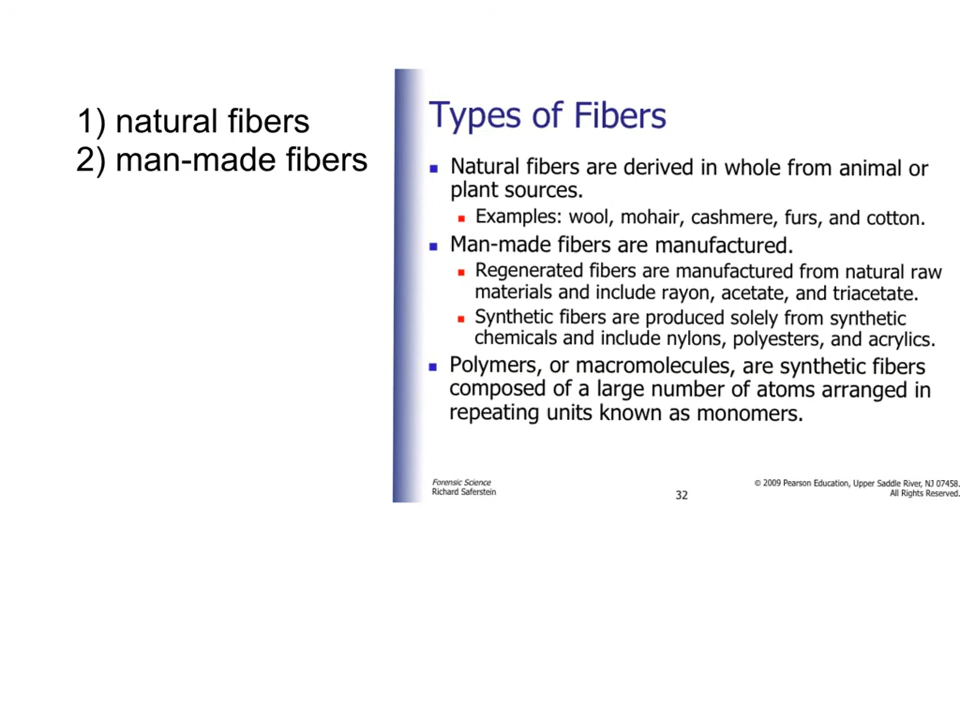 1) natural fibers
2) man-made fibers
Types of Fibers
Natural fibers are derived in whole from animal or
plant sources.
Examples: wool, mohair, cashmere, furs, and cotton.
Man-made fibers are manufactured.
Regenerated fibers are manufactured from natural raw
materials and include rayon, acetate, and triacetate.
Synthetic fibers are produced solely from synthetic
chemicals and include nylons, polyesters, and acrylics.
Polymers, or macromolecules, are synthetic fibers
composed of a large number of atoms arranged in
repeating units known as monomers.
Forensic Science
Richard Saferstein
32
© 2009 Pearson Education, Upper Saddle River, NJ 07458.
All Rights Reserved.